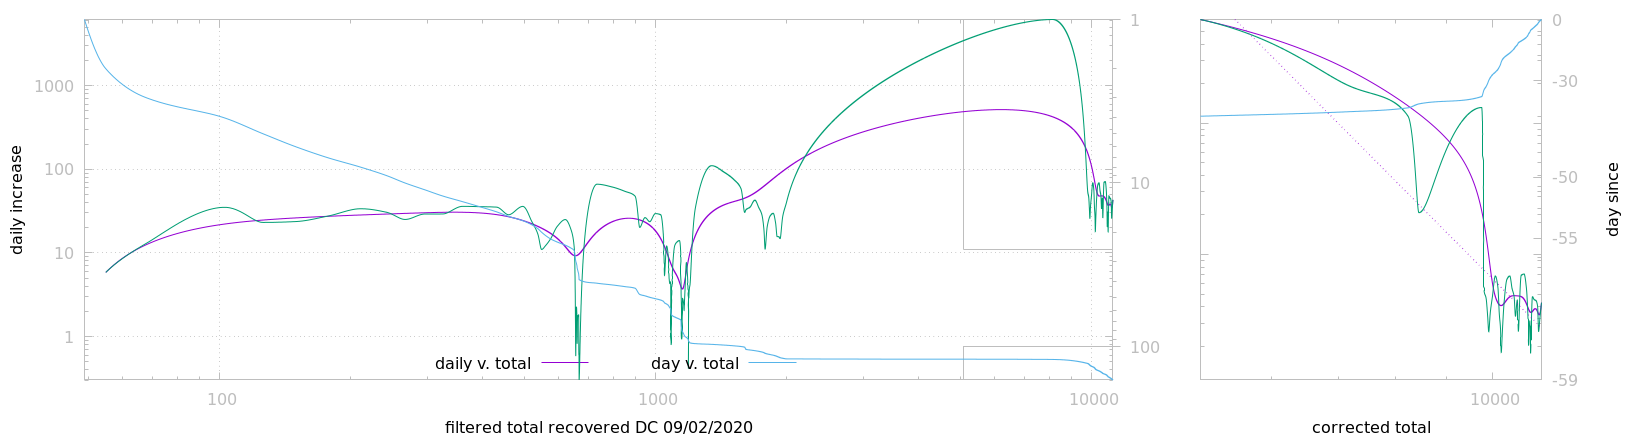 daily increase
1000
100
10
1
100
1000
10000
1
10
100
daily v. total
day v. total
filtered total recovered DC 09/02/2020
0
-30
-50
-55
-59
day since
10000
corrected total